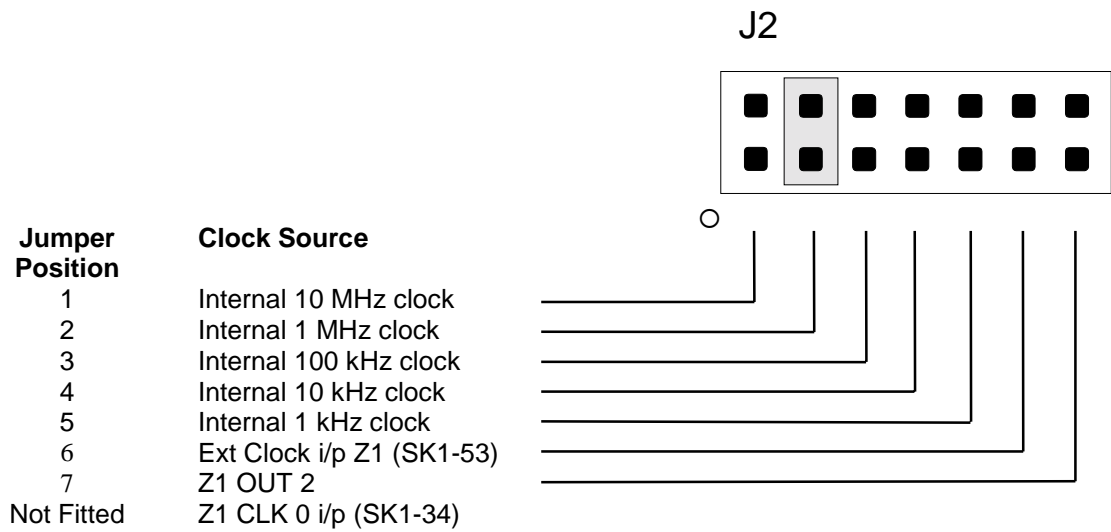 J2
Jumper Position Clock Source
1 Internal 10 MHz clock
2 Internal 1 MHz clock
3 Internal 100 kHz clock
4 Internal 10 kHz clock
5 Internal 1 kHz clock
6 Ext Clock i/p Z1 (SK1-53)
7 Z1 OUT 2
Not Fitted Z1 CLK 0 i/p (SK1-34)